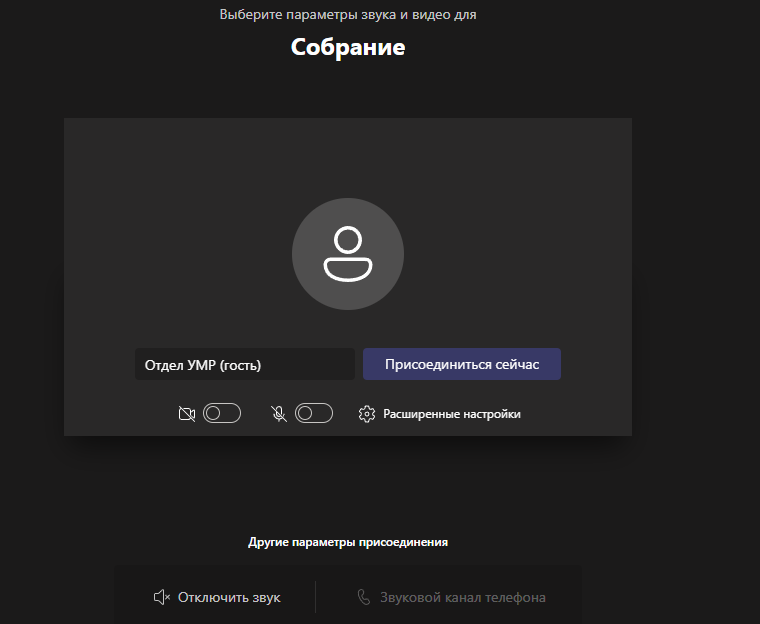 Выберите параметры звука и видео для
Собрание
Отдел УМР (гость)
Присоединиться сейчас
Расширенные настройки
Другие параметры присоединения
Отключить звук
Звуковой канал телефона